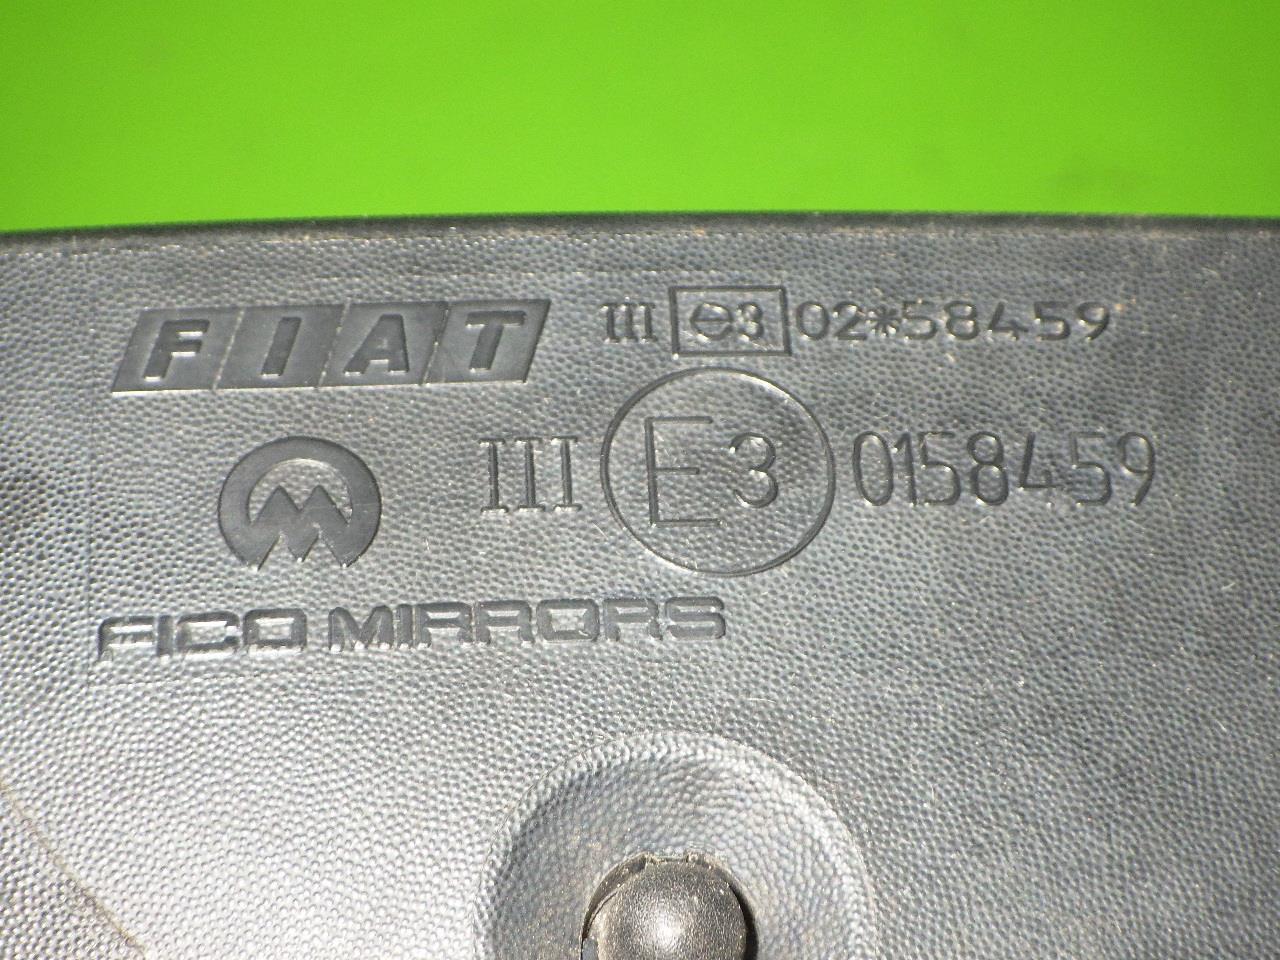 FIAT
III e3 02*58459
III E3 0158459
FICO MIRRORS